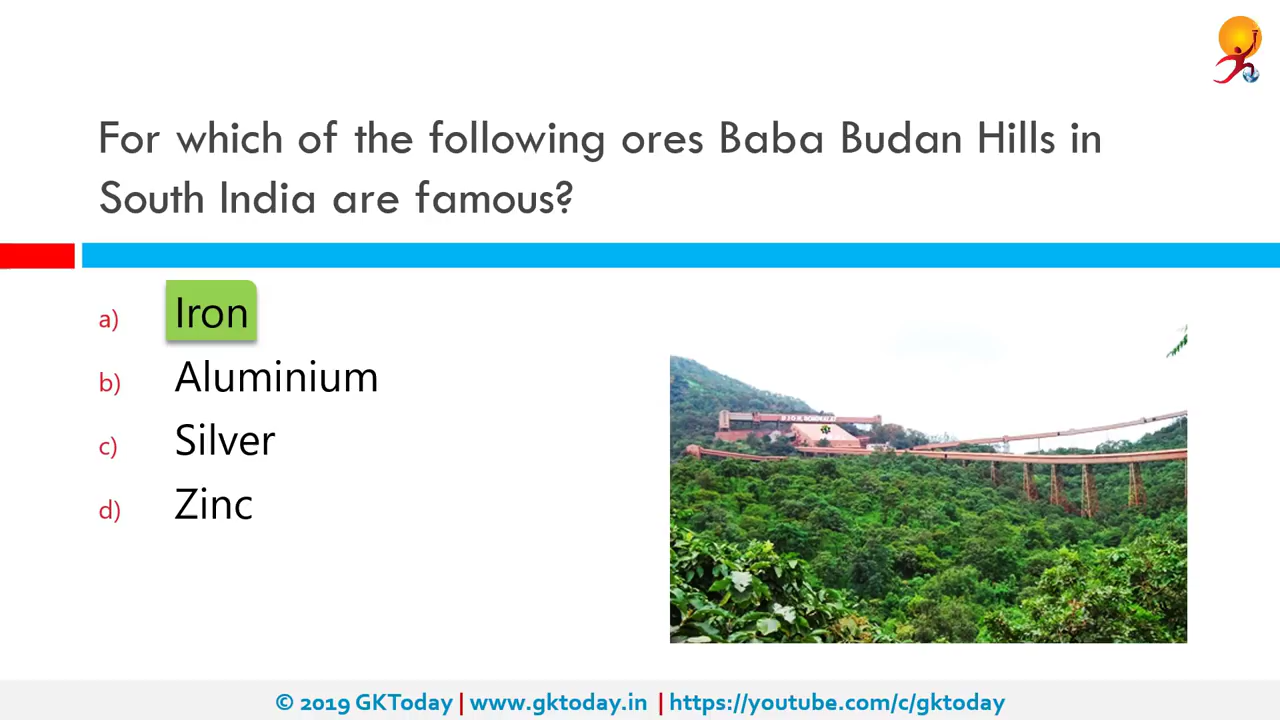 For which of the following ores Baba Budan Hills in
South India are famous?
a) Iron
b) Aluminium
c) Silver
d) Zinc
© 2019 GKToday | www.gktoday.in | https://youtube.com/c/gktoday